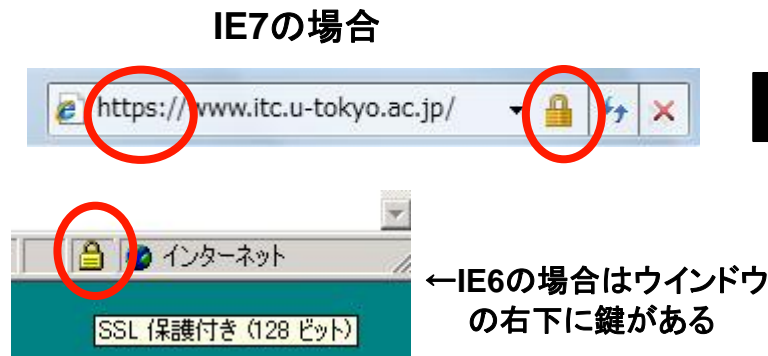 IE7の場合
https://www.itc.u-tokyo.ac.jp/
インターネット
SSL 保護付き (128 ビット)
←IE6の場合はウインドウ
の右下に鍵がある